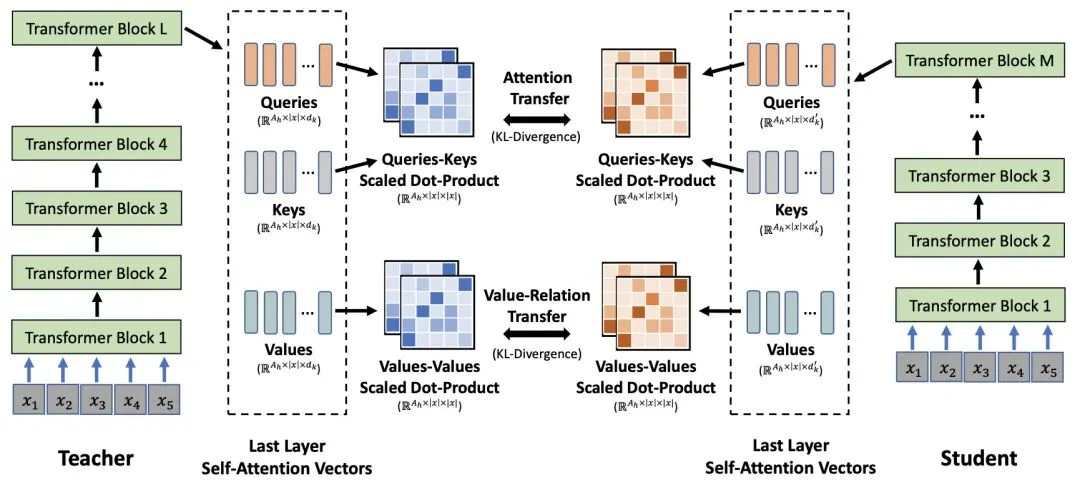 Transformer Block L
...
Transformer Block 4
Transformer Block 3
Transformer Block 2
Transformer Block 1
x₁ x₂ x₃ x₄ x₅
Teacher
...
Queries
(ℝ^{A_h×|x|×d_k})
...
Keys
(ℝ^{A_h×|x|×d_k})
...
Values
(ℝ^{A_h×|x|×d_k})
Last Layer
Self-Attention Vectors
Queries-Keys
Scaled Dot-Product
(ℝ^{A_h×|x|×|x|})
Values-Values
Scaled Dot-Product
(ℝ^{A_h×|x|×|x|})
Attention
Transfer
(KL-Divergence)
Value-Relation
Transfer
(KL-Divergence)
Queries-Keys
Scaled Dot-Product
(ℝ^{A_h×|x|×|x|})
Values-Values
Scaled Dot-Product
(ℝ^{A_h×|x|×|x|})
...
Queries
(ℝ^{A_h×|x|×d'_k})
...
Keys
(ℝ^{A_h×|x|×d'_k})
...
Values
(ℝ^{A_h×|x|×d'_k})
Last Layer
Self-Attention Vectors
Transformer Block M
...
Transformer Block 3
Transformer Block 2
Transformer Block 1
x₁ x₂ x₃ x₄ x₅
Student